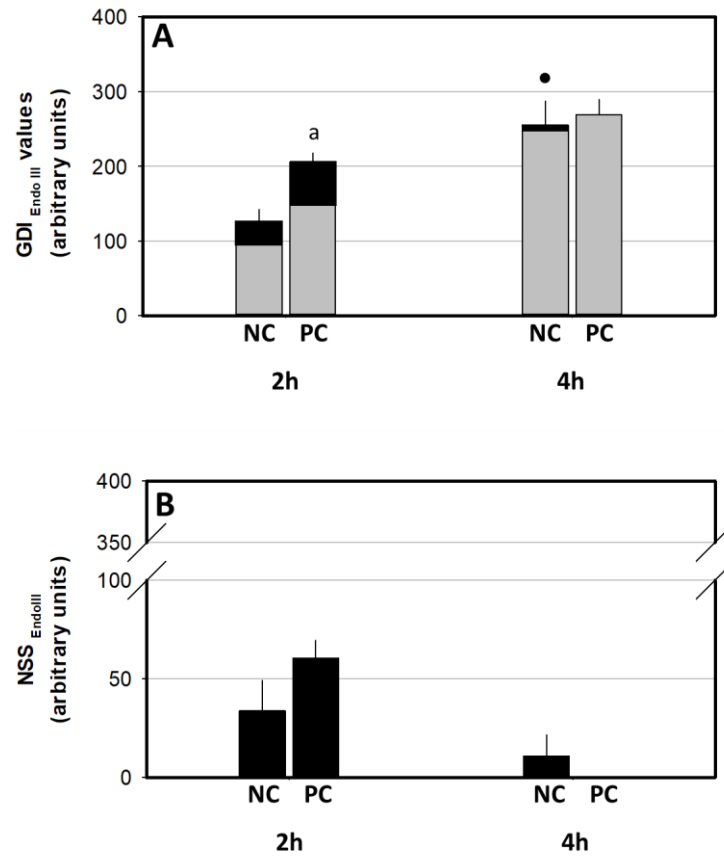 A
400
300
200
100
0
GDI Endo III values
(arbitrary units)
a
•
NC PC NC PC
2h 4h
B
400
350
100
50
0
NSS EndoIII
(arbitrary units)
NC PC NC PC
2h 4h